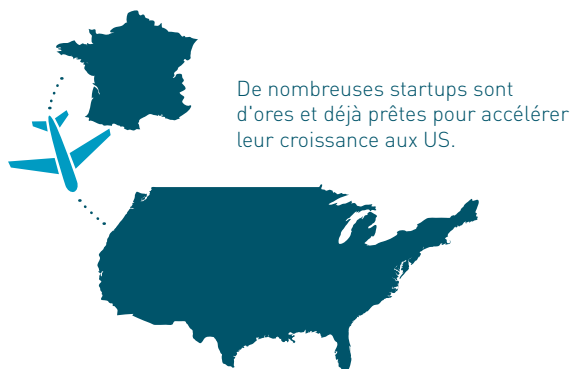 De nombreuses startups sont
d'ores et déjà prêtes pour accélérer
leur croissance aux US.